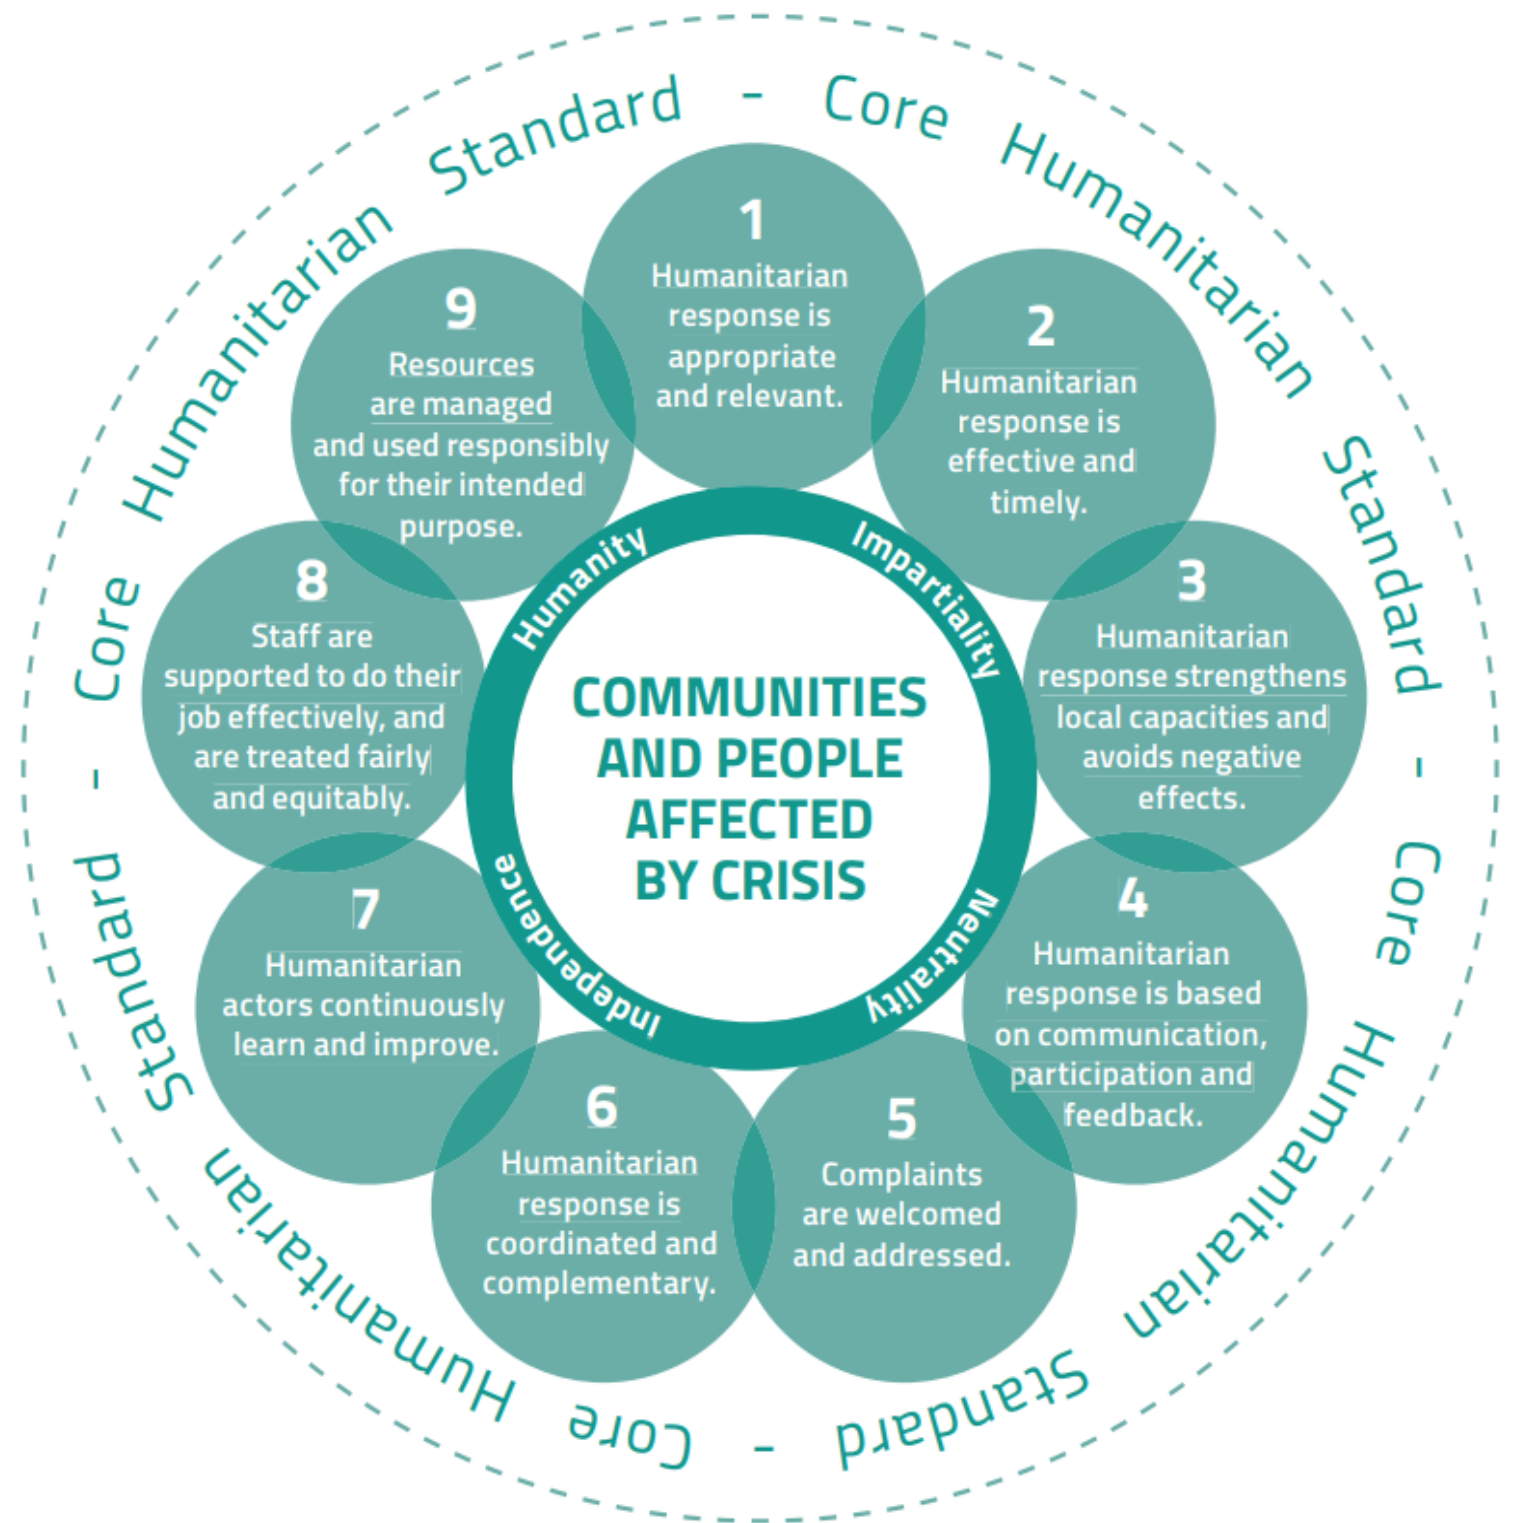 Core Humanitarian Standard - Core Humanitarian Standard - Core Humanitarian Standard - Core Humanitarian Standard -
1
Humanitarian
response is
appropriate
and relevant.
2
Humanitarian
response is
effective and
timely.
3
Humanitarian
response strengthens
local capacities and
avoids negative
effects.
4
Humanitarian
response is based
on communication,
participation and
feedback.
5
Complaints
are welcomed
and addressed.
6
Humanitarian
response is
coordinated and
complementary.
7
Humanitarian
actors continuously
learn and improve.
8
Staff are
supported to do their
job effectively, and
are treated fairly
and equitably.
9
Resources
are managed
and used responsibly
for their intended
purpose.
Humanity
Impartiality
Neutrality
Independence
COMMUNITIES
AND PEOPLE
AFFECTED
BY CRISIS